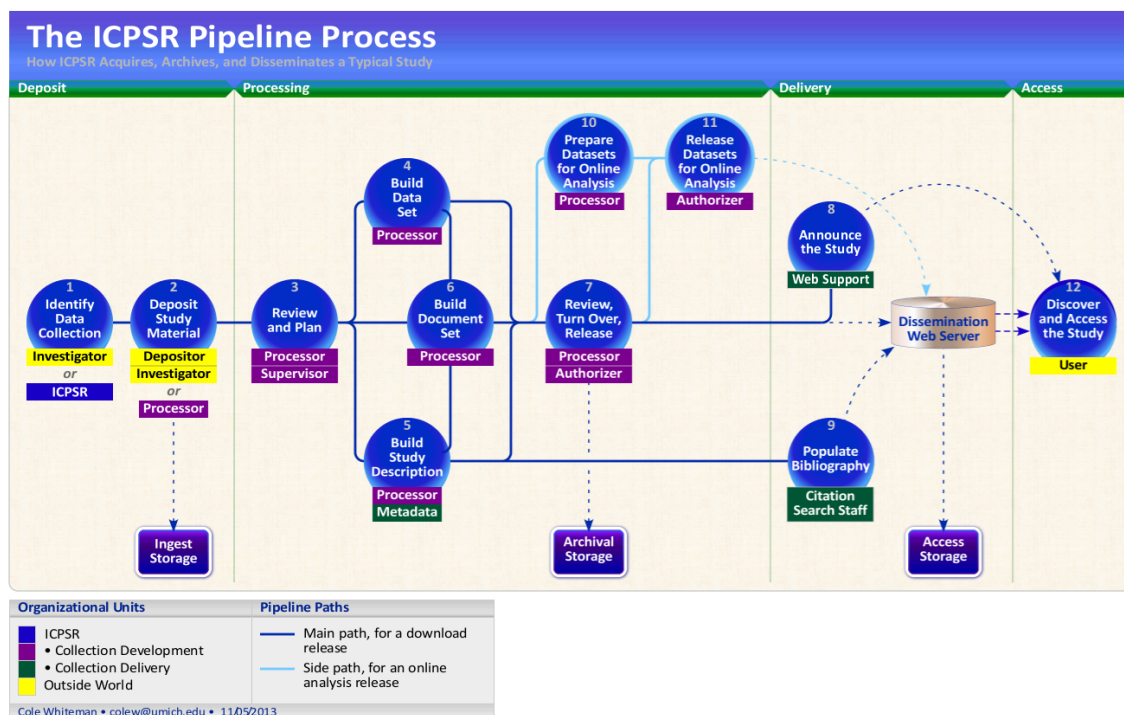 The ICPSR Pipeline Process
How ICPSR Acquires, Archives, and Disseminates a Typical Study
Deposit
Processing
Delivery
Access
1
Identify
Data
Collection
Investigator
or
ICPSR
2
Deposit
Study
Material
Depositor
Investigator
or
Processor
3
Review
and Plan
Processor
Supervisor
4
Build
Data
Set
Processor
5
Build
Study
Description
Processor
Metadata
6
Build
Document
Set
Processor
7
Review,
Turn Over,
Release
Processor
Authorizer
8
Announce
the Study
Web Support
9
Populate
Bibliography
Citation
Search Staff
10
Prepare
Datasets
for Online
Analysis
Processor
11
Release
Datasets
for Online
Analysis
Authorizer
Dissemination
Web Server
12
Discover
and Access
the Study
User
Ingest
Storage
Archival
Storage
Access
Storage
Organizational Units
ICPSR
• Collection Development
• Collection Delivery
Outside World
Pipeline Paths
Main path, for a download
release
Side path, for an online
analysis release
Cole Whiteman • colew@umich.edu • 11/05/2013